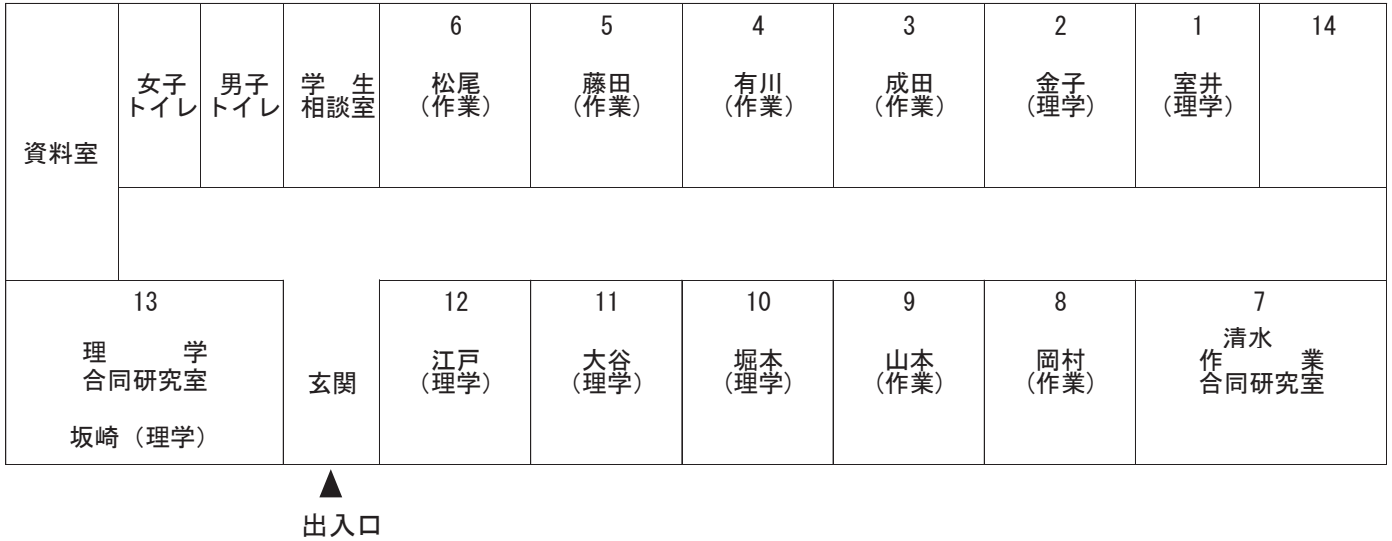 6 5 4 3 2 1 14
女子 男子 学 生 松尾 藤田 有川 成田 金子 室井
トイレ トイレ 相談室 (作業) (作業) (作業) (作業) (理学) (理学)
資料室
13 12 11 10 9 8 7
清水
理 学 江戸 大谷 堀本 山本 岡村 作 業
合同研究室 玄関 (理学) (理学) (理学) (作業) (作業) 合同研究室
坂崎(理学)
▲
出入口